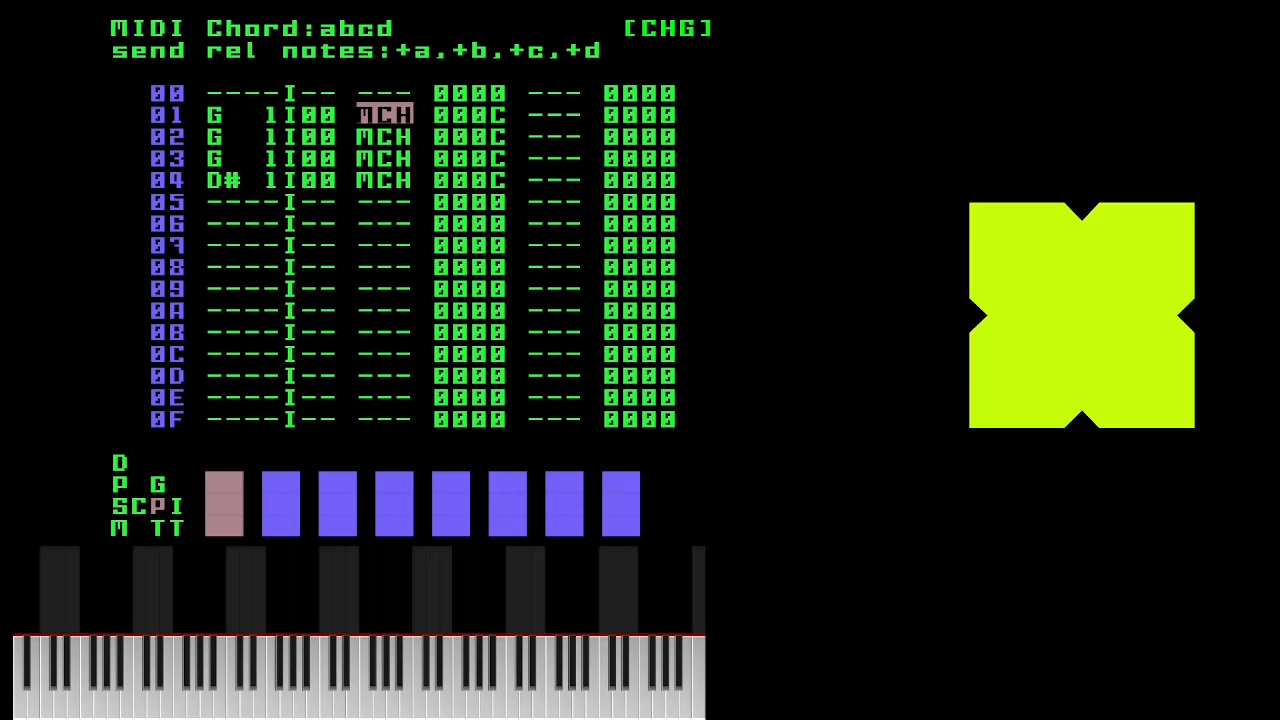 MIDI Chord:abcd [CHG]
send rel notes:+a,+b,+c,+d
00 ----I-- --- 0000 --- 0000
01 G  1I00 MCH 000C --- 0000
02 G  1I00 MCH 000C --- 0000
03 G  1I00 MCH 000C --- 0000
04 D# 1I00 MCH 000C --- 0000
05 ----I-- --- 0000 --- 0000
06 ----I-- --- 0000 --- 0000
07 ----I-- --- 0000 --- 0000
08 ----I-- --- 0000 --- 0000
09 ----I-- --- 0000 --- 0000
0A ----I-- --- 0000 --- 0000
0B ----I-- --- 0000 --- 0000
0C ----I-- --- 0000 --- 0000
0D ----I-- --- 0000 --- 0000
0E ----I-- --- 0000 --- 0000
0F ----I-- --- 0000 --- 0000
D
P G
SCPI
M TT